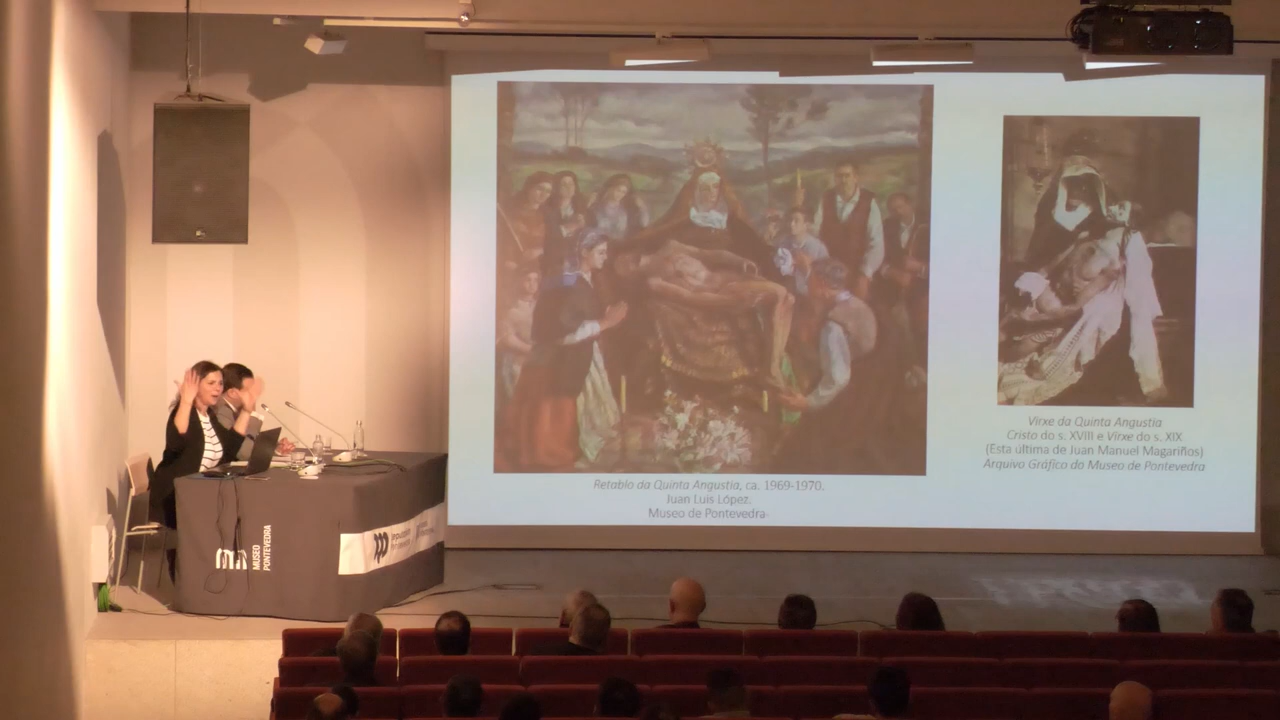 Retablo da Quinta Angustia, ca. 1969-1970.
Juan Luis López.
Museo de Pontevedra-
Virxe da Quinta Angustia
Cristo do s. XVIII e Virxe do s. XIX
(Esta última de Juan Manuel Magariños)
Arquivo Gráfico do Museo de Pontevedra
MUSEO
PONTEVEDRA